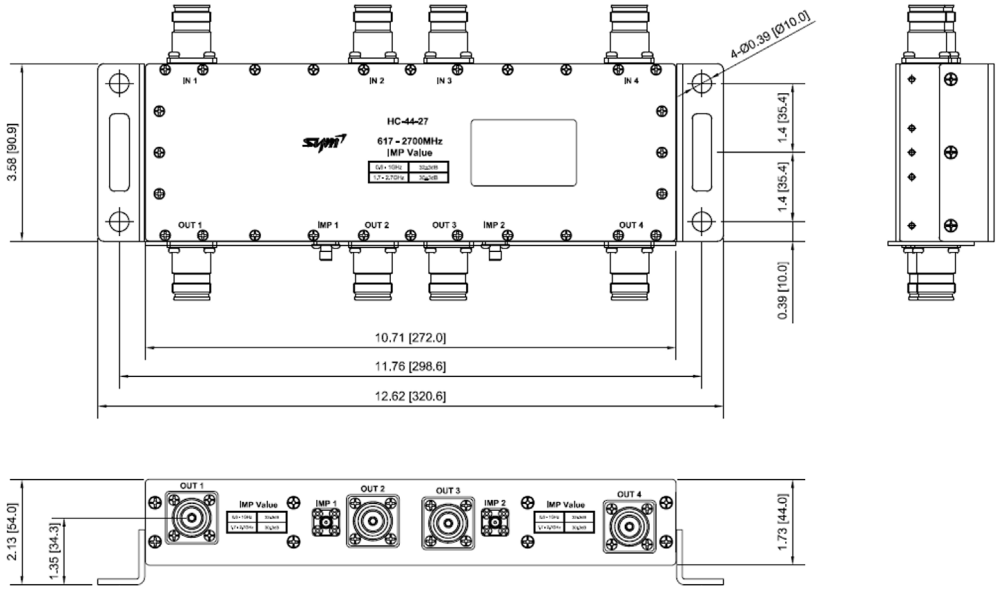 4-Ø0.39 [Ø10.0]
IN 1
IN 2
IN 3
IN 4
HC-44-27
sym
617-2700MHz
IMP Value
1.4 [35.4]
3.58 [90.9]
1.4 [35.4]
OUT 1
IMP 1
OUT 2
OUT 3
IMP 2
OUT 4
0.39 [10.0]
10.71 [272.0]
11.76 [298.6]
12.62 [320.6]
OUT 1
IMP Value
IMP 1
OUT 2
OUT 3
IMP 2
IMP Value
OUT 4
2.13 [54.0]
1.35 [34.3]
1.73 [44.0]